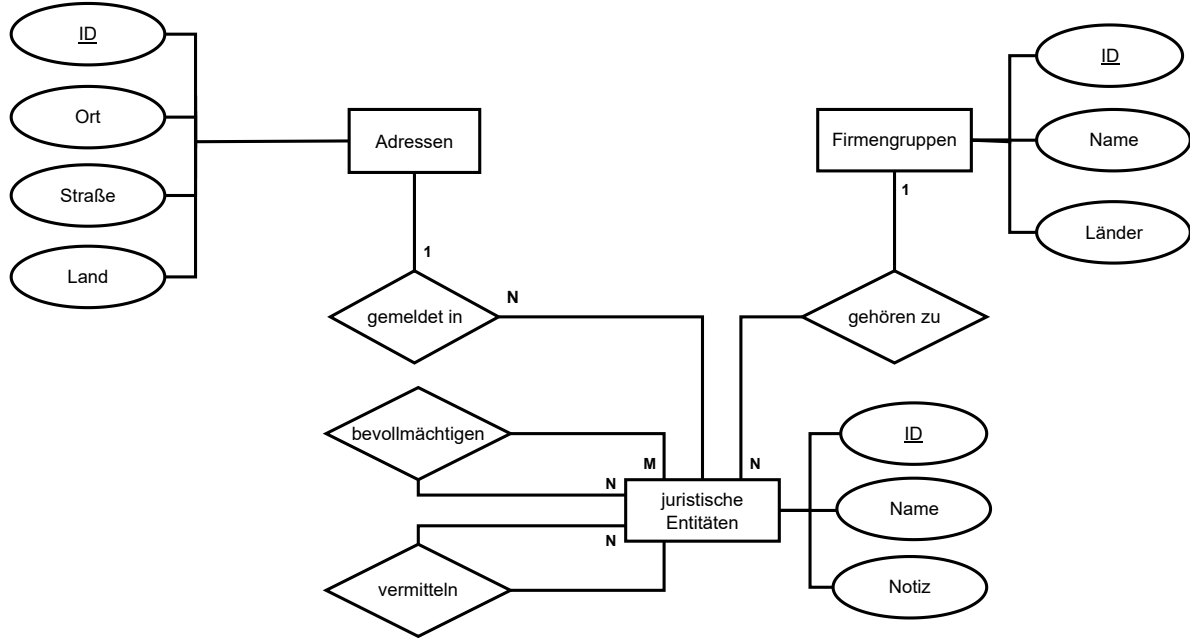 ID
Ort
Straße
Land
Adressen
1
gemeldet in
N
Firmengruppen
1
gehören zu
N
ID
Name
Länder
bevollmächtigen
M
N
juristische
Entitäten
N
vermitteln
ID
Name
Notiz